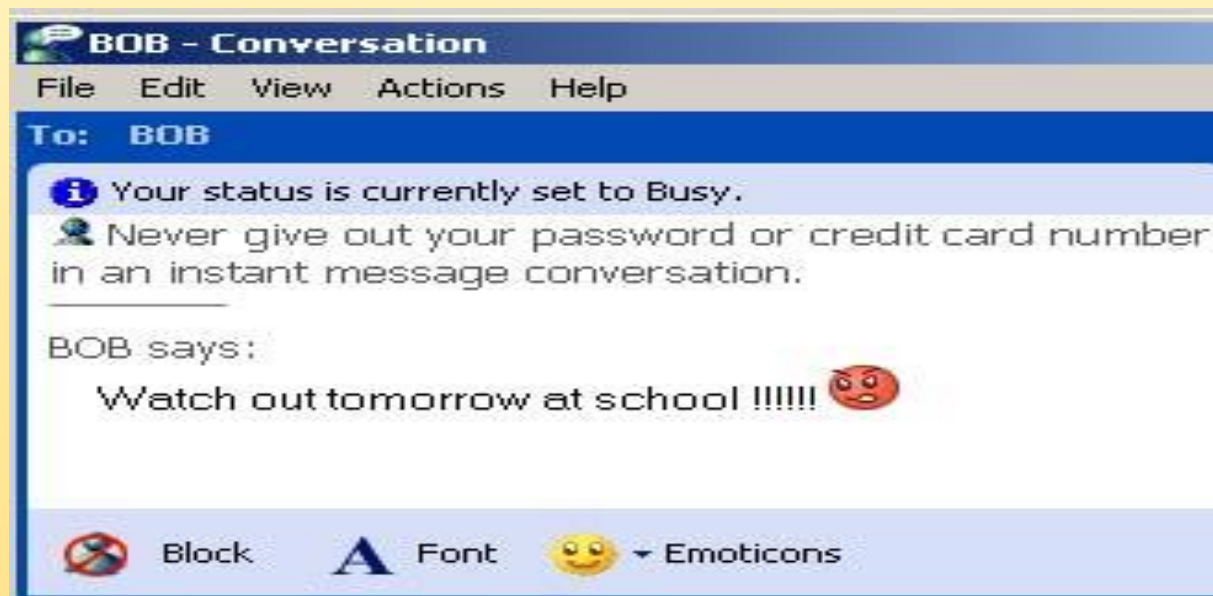 BOB - Conversation
File Edit View Actions Help
To: BOB
Your status is currently set to Busy.
Never give out your password or credit card number
in an instant message conversation.
BOB says:
Watch out tomorrow at school !!!!!!
Block Font Emoticons